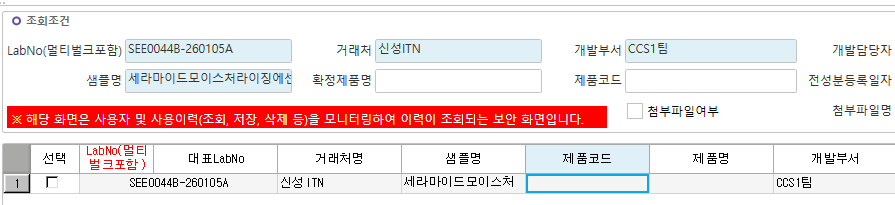 조회조건
LabNo(멀티벌크포함) SEE0044B-260105A 거래처 신성ITN 개발부서 CCS1팀 개발담당자
샘플명 세라마이드모이스처라이징에센 확정제품명 제품코드 전성분등록일자
※ 해당 화면은 사용자 및 사용이력(조회, 저장, 삭제 등)을 모니터링하여 이력이 조회되는 보안 화면입니다. 첨부파일여부 첨부파일명
선택 LabNo(멀티벌크포함) 대표LabNo 거래처명 샘플명 제품코드 제품명 개발부서
1 SEE0044B-260105A 신성 ITN 세라마이드모이스처 CCS1팀